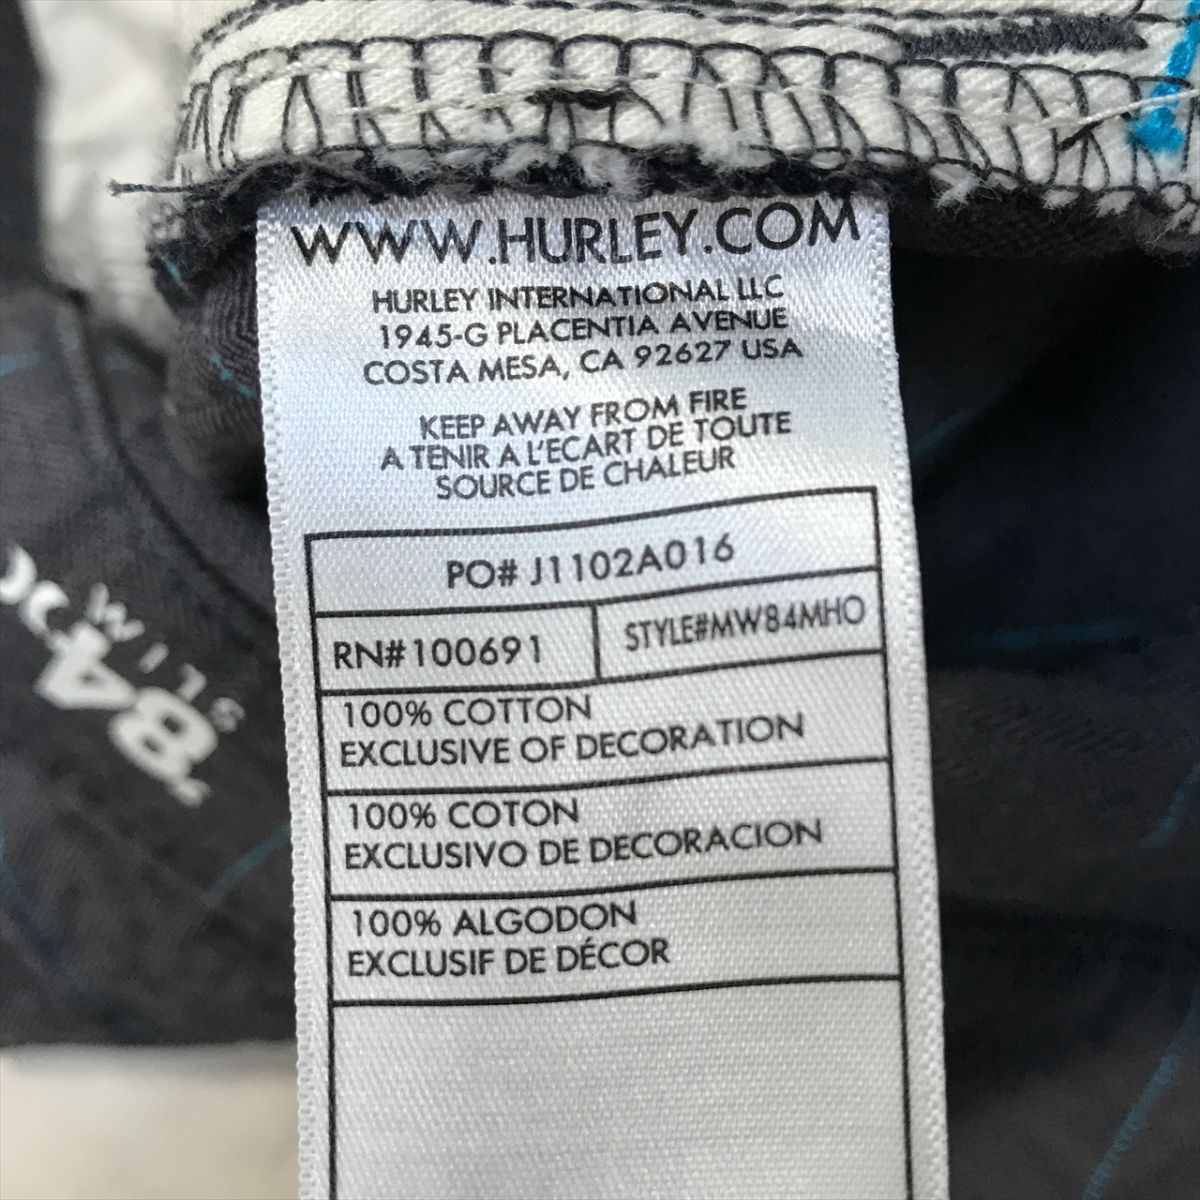 WWW.HURLEY.COM
HURLEY INTERNATIONAL LLC
1945-G PLACENTIA AVENUE
COSTA MESA, CA 92627 USA
KEEP AWAY FROM FIRE
A TENIR A L'ECART DE TOUTE
SOURCE DE CHALEUR
PO# J1102A016
RN#100691
STYLE#MW84MHO
100% COTTON
EXCLUSIVE OF DECORATION
100% COTON
EXCLUSIVO DE DECORACION
100% ALGODON
EXCLUSIF DE DÉCOR
SLIM
84